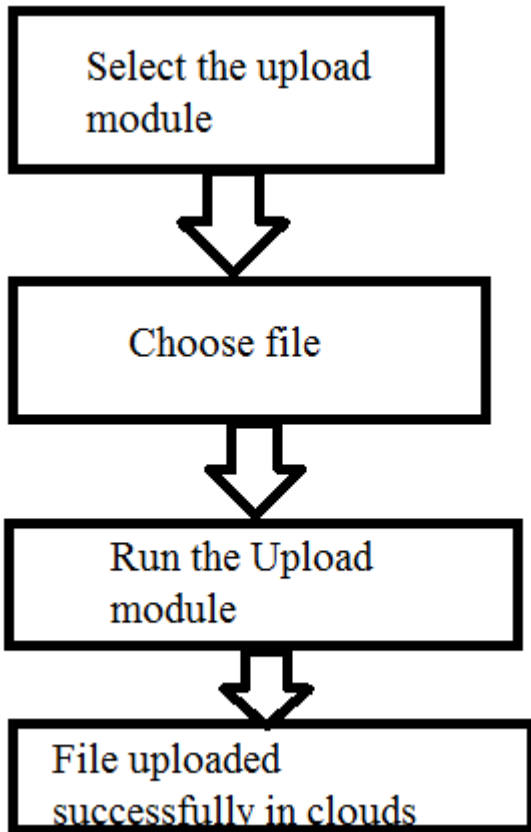 Select the upload
module
Choose file
Run the Upload
module
File uploaded
successfully in clouds